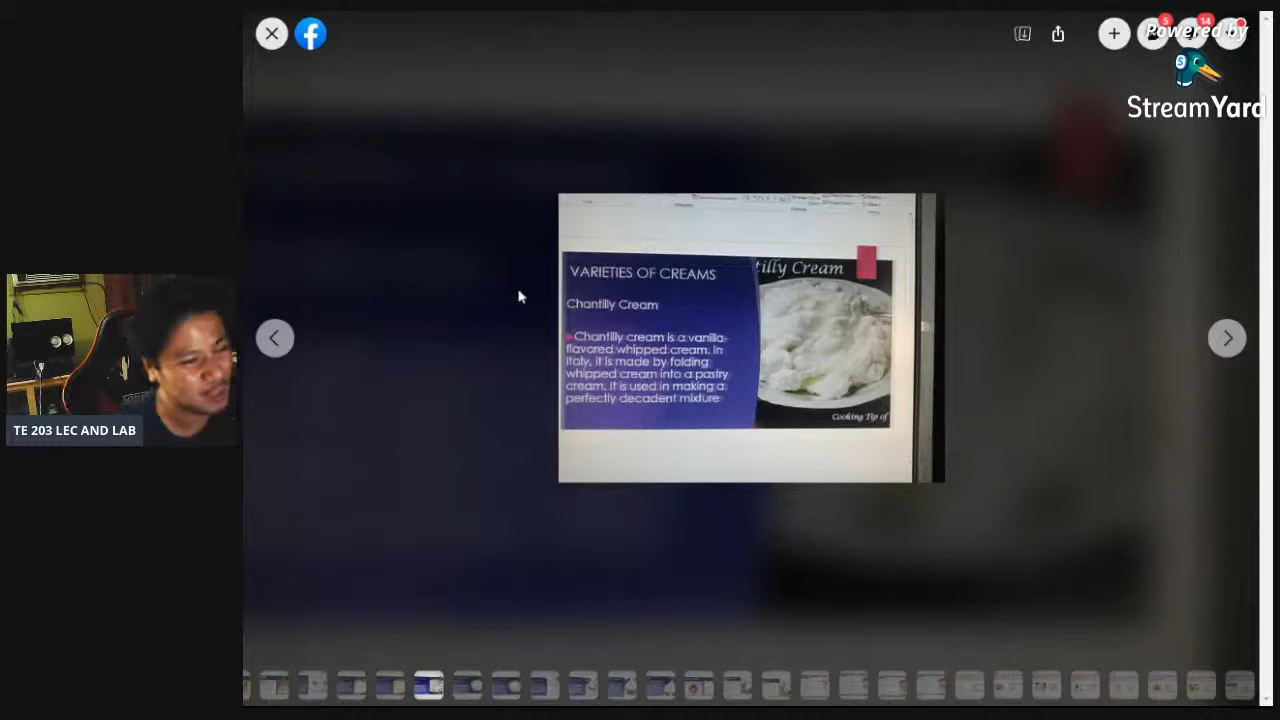 Powered by
StreamYard
5
14
TE 203 LEC AND LAB
VARIETIES OF CREAMS
Chantilly Cream
Chantilly cream is a vanilla-
flavored whipped cream. In
Italy, it is made by folding
whipped cream into a pastry
cream. It is used in making a
perfectly decadent mixture
tilly Cream
Cooking Tip of